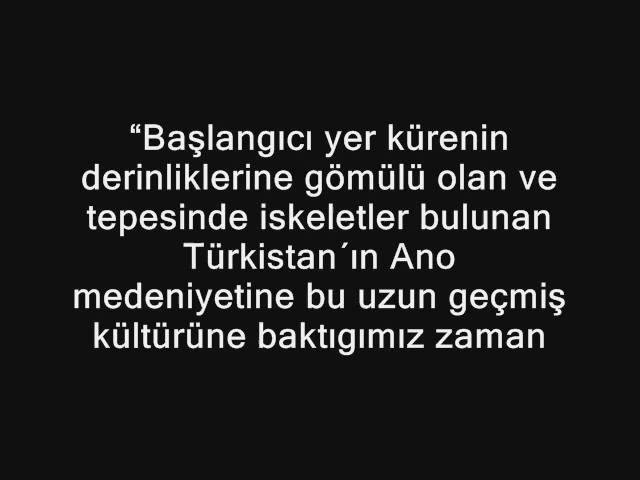 “Başlangıcı yer kürenin
derinliklerine gömülü olan ve
tepesinde iskeletler bulunan
Türkistan´ın Ano
medeniyetine bu uzun geçmiş
kültürüne baktıgımız zaman